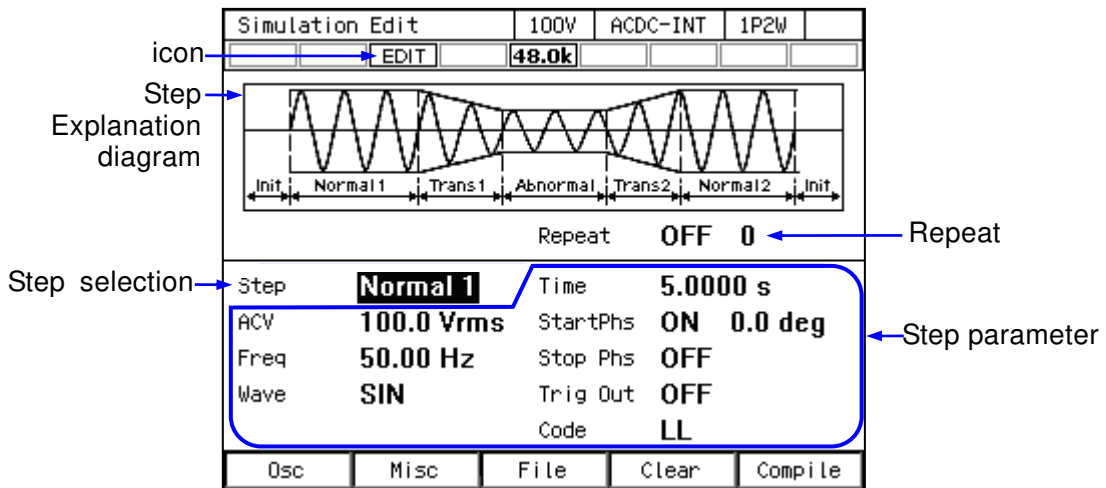 Simulation Edit 100V ACDC-INT 1P2W
icon EDIT 48.0k
Step
Explanation
diagram
Init Normal1 Trans1 Abnormal Trans2 Normal2 Init
Repeat OFF 0 Repeat
Step selection Step Normal 1 Time 5.0000 s
ACV 100.0 Vrms StartPhs ON 0.0 deg Step parameter
Freq 50.00 Hz Stop Phs OFF
Wave SIN Trig Out OFF
Code LL
Osc Misc File Clear Compile